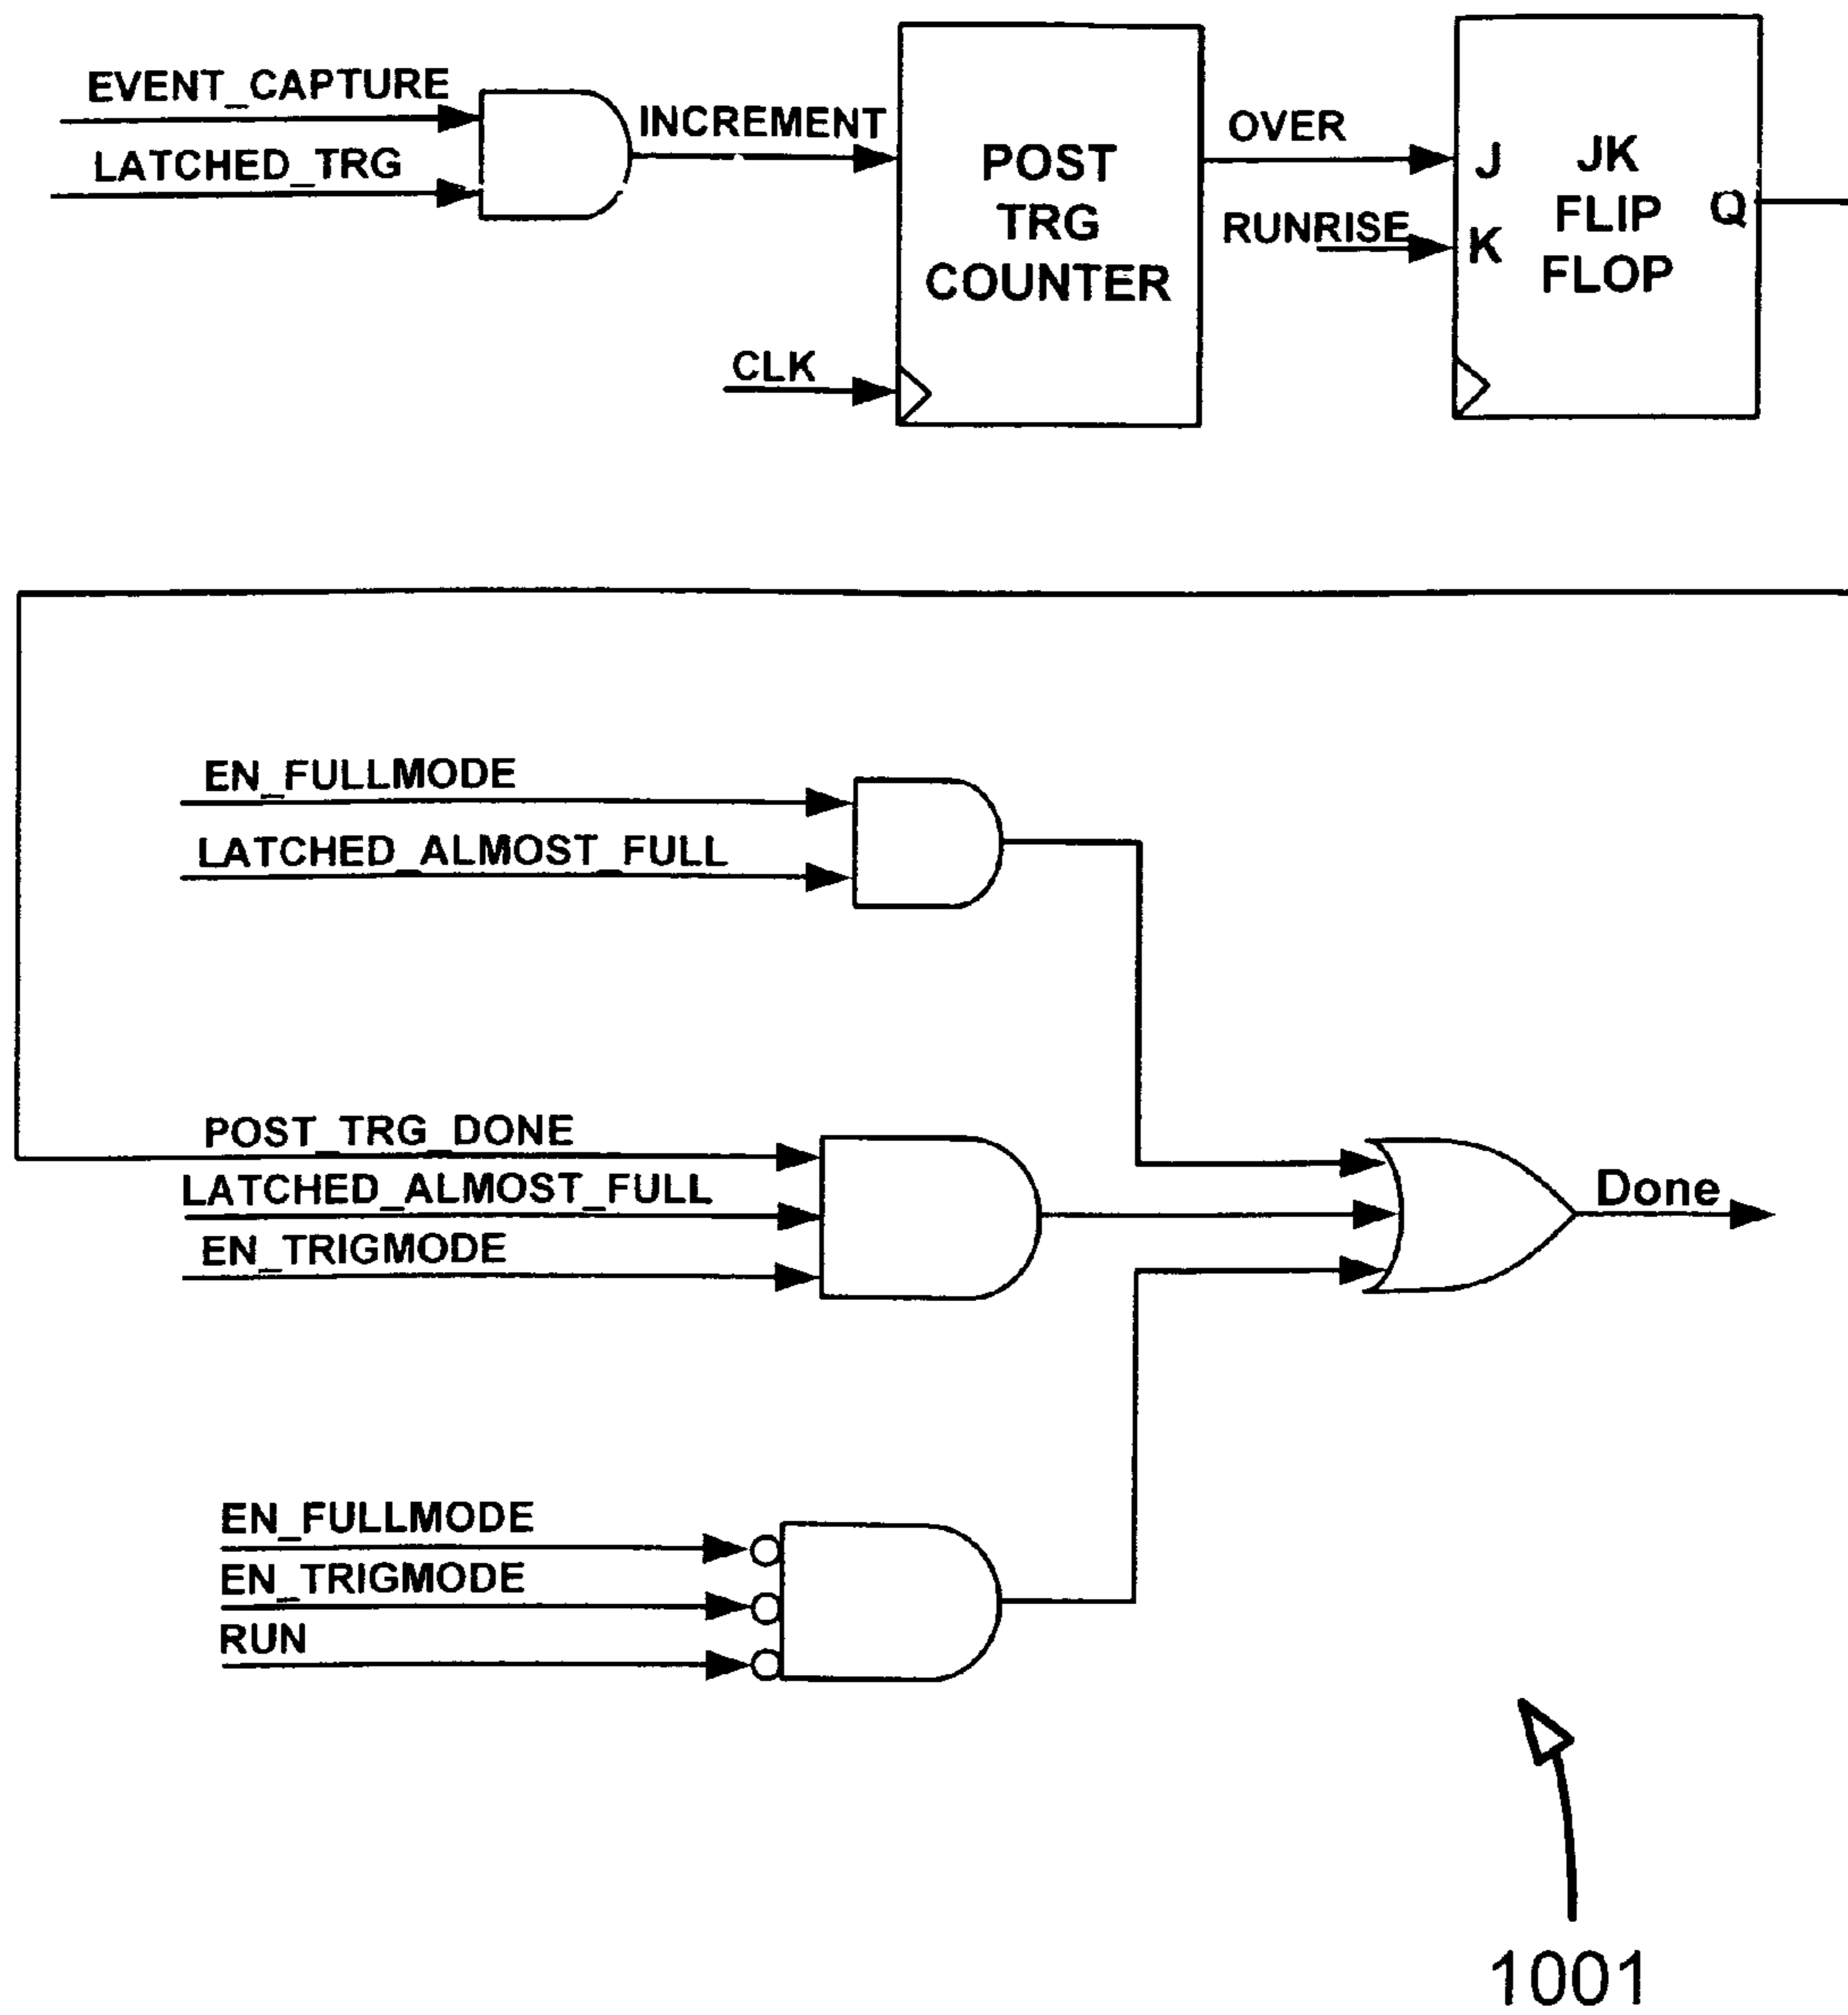 EVENT_CAPTURE
LATCHED_TRG
INCREMENT
POST
TRG
COUNTER
CLK
OVER
RUNRISE
J
K
JK
FLIP
FLOP
Q
EN_FULLMODE
LATCHED_ALMOST_FULL
POST_TRG_DONE
LATCHED_ALMOST_FULL
EN_TRIGMODE
Done
EN_FULLMODE
EN_TRIGMODE
RUN
1001